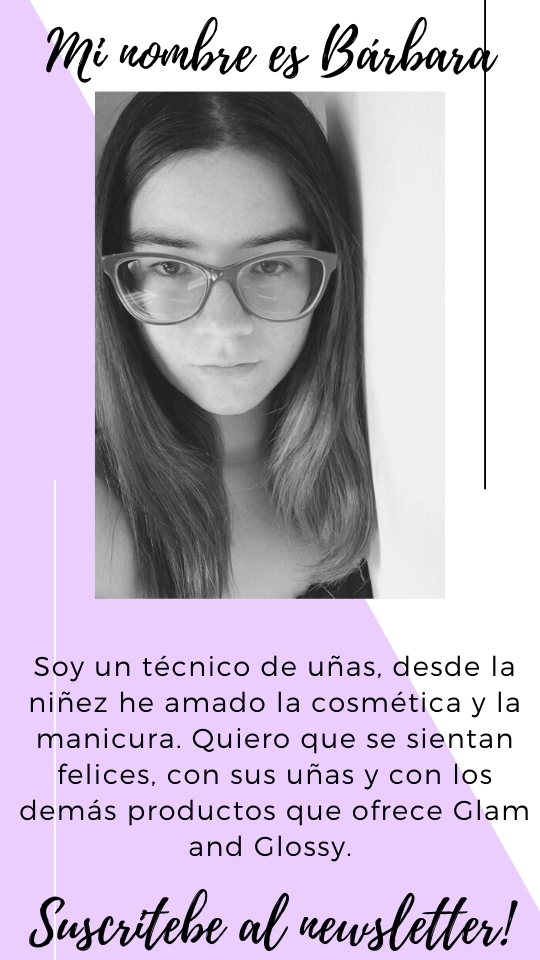 Mi nombre es Bárbara
Soy un técnico de uñas, desde la
niñez he amado la cosmética y la
manicura. Quiero que se sientan
felices, con sus uñas y con los
demás productos que ofrece Glam
and Glossy.
Suscritebe al newsletter!